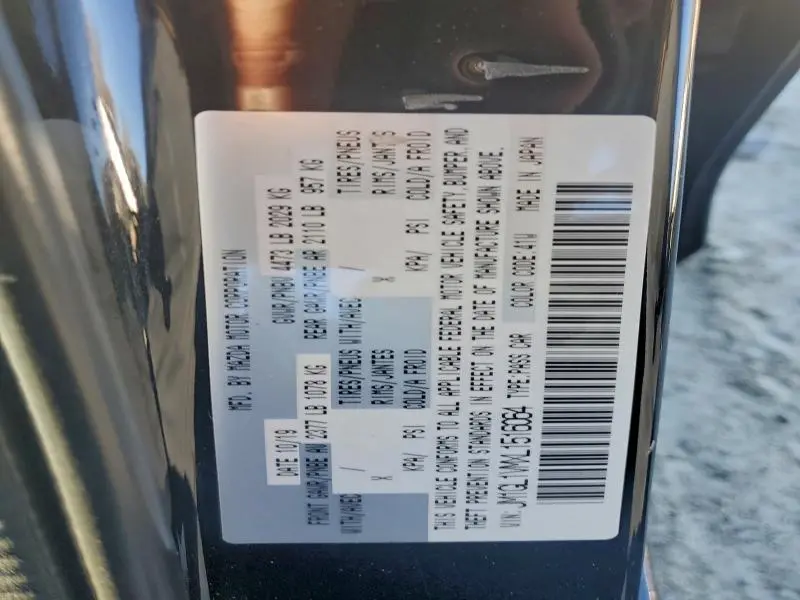 MFD. BY MAZDA MOTOR CORPORATION
DATE 10/19 GVWR/PNBV 4473 LB 2029 KG
FRONT GAWR/PNBE AV 2377 LB 1078 KG REAR GAWR/PNBE AR 2110 LB 957 KG
WITH/AVEC / TIRES/PNEUS WITH/AVEC / TIRES/PNEUS
X RIMS/JANTES X RIMS/JANTES
KPA/ PSI COLD/A FROID KPA/ PSI COLD/A FROID
THIS VEHICLE CONFORMS TO ALL APPLICABLE FEDERAL MOTOR VEHICLE SAFETY, BUMPER, AND
THEFT PREVENTION STANDARDS IN EFFECT ON THE DATE OF MANUFACTURE SHOWN ABOVE.
VIN: JM1GL1WYXL1516064 TYPE:PASS CAR COLOR CODE:41W MADE IN JAPAN